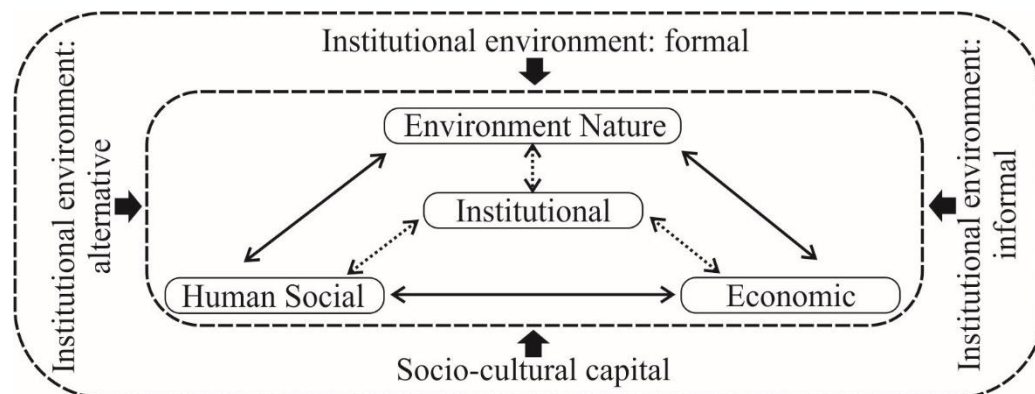 Institutional environment: formal
Institutional environment:
alternative
Environment Nature
Institutional
Human Social
Economic
Institutional environment:
informal
Socio-cultural capital